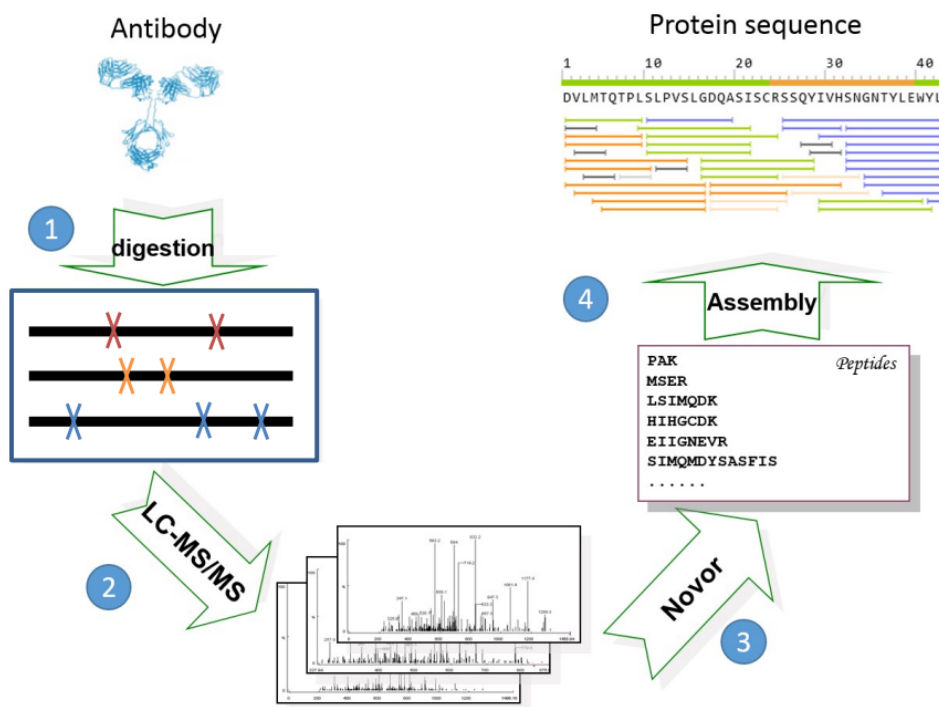 Antibody
1
digestion
2
LC-MS/MS
3
Novor
Peptides
PAK
MSER
LSIMQDK
HIHGCDK
EIIGNEVR
SIMQMDYSASFIS
......
4
Assembly
Protein sequence
1 10 20 30 40
DVLMTQTPLSLPVSLGDQASISCRSSQYIVHSNGNTYLEWYL